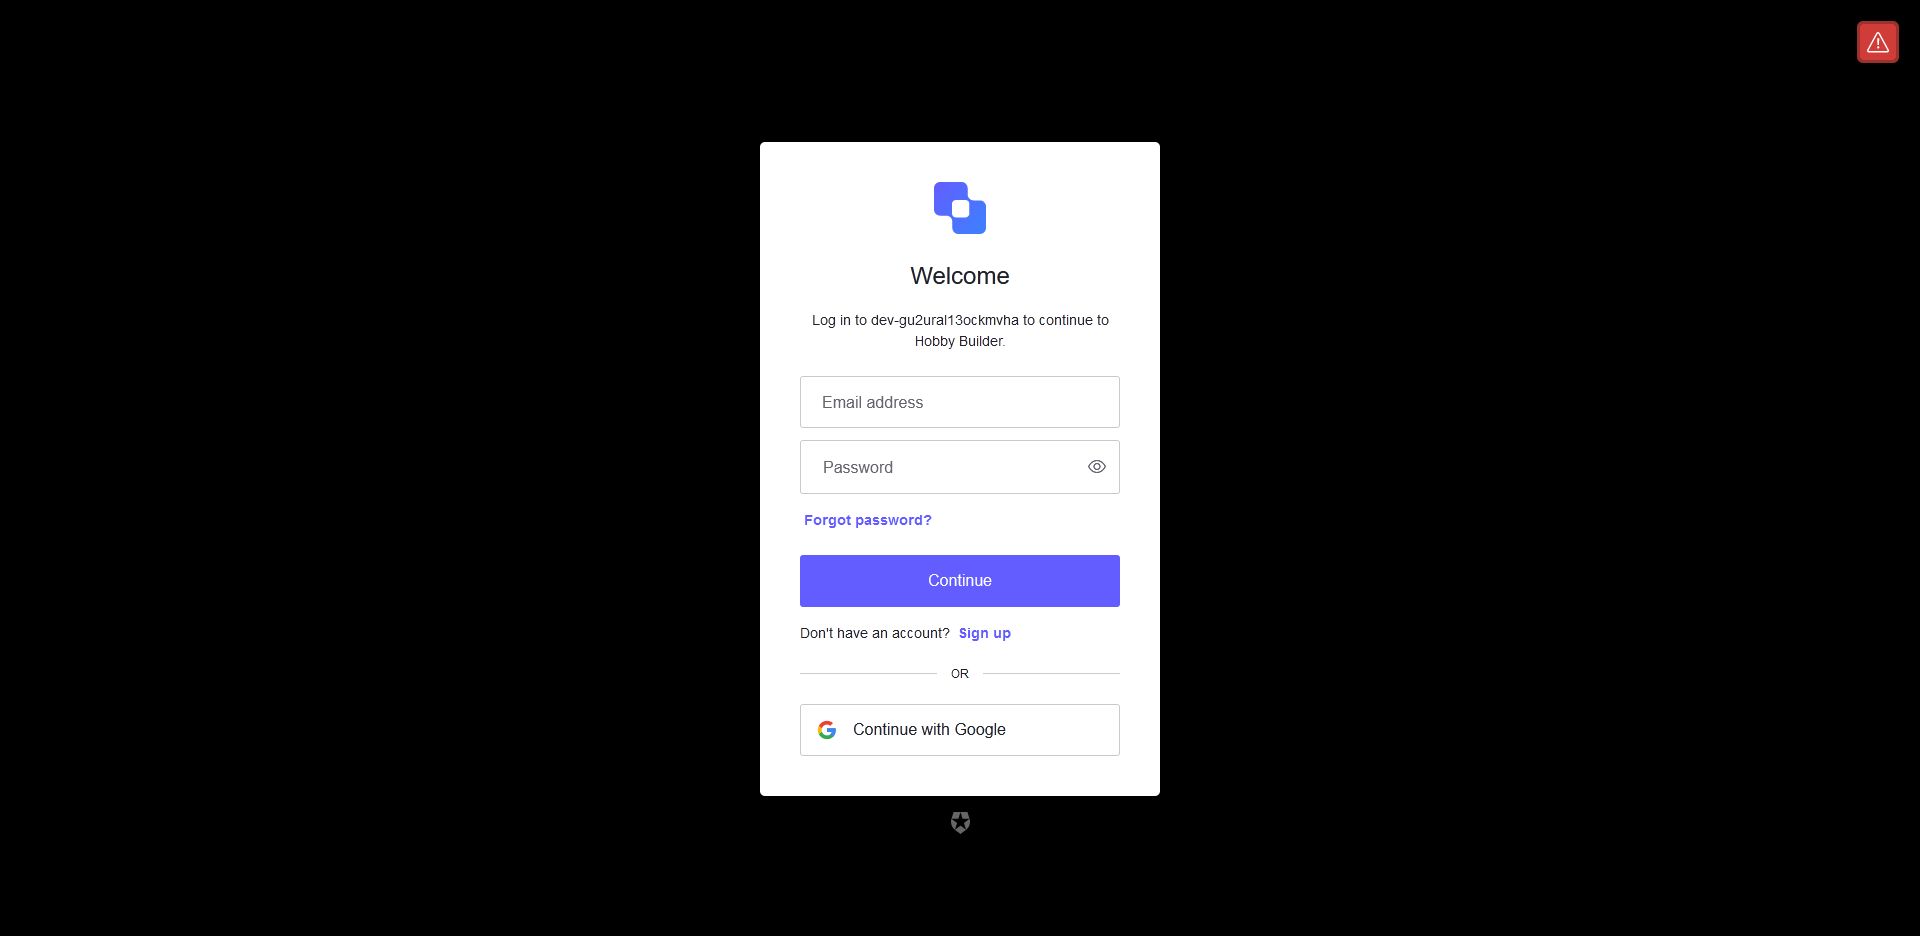 Welcome
Log in to dev-gu2ural13ockmvha to continue to
Hobby Builder.
Email address
Password
Forgot password?
Continue
Don't have an account? Sign up
OR
Continue with Google